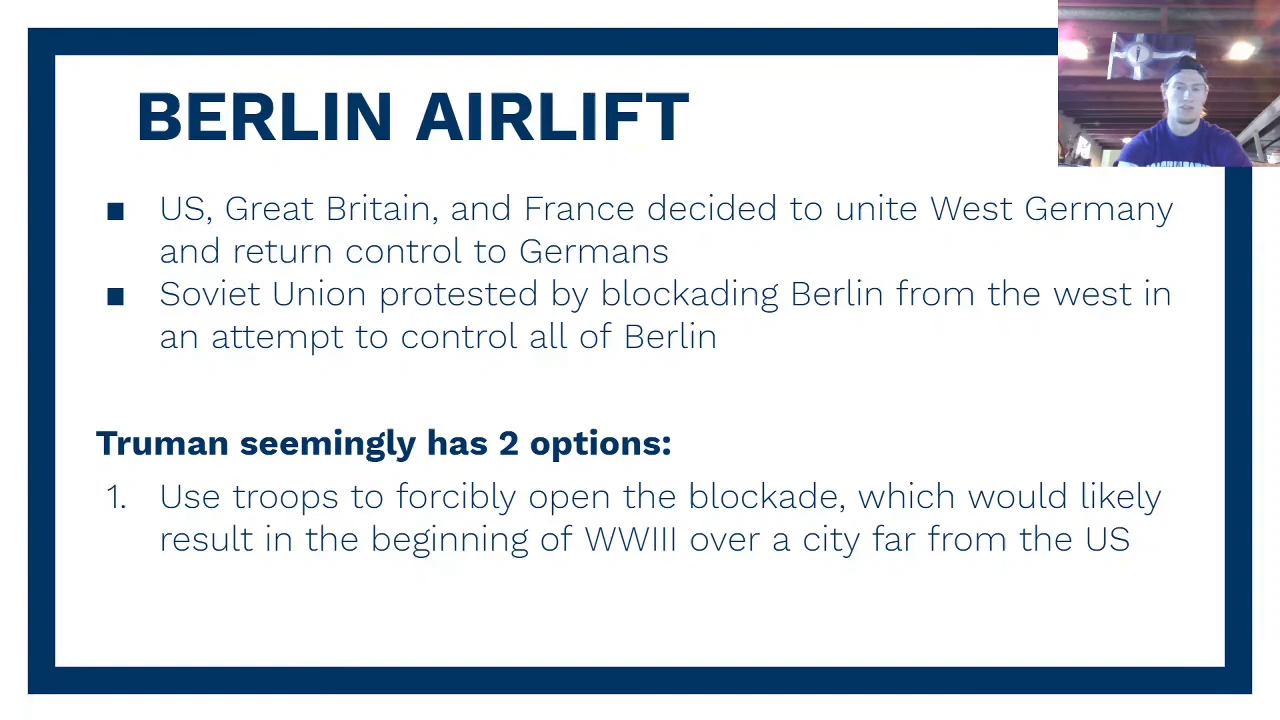 BERLIN AIRLIFT
■ US, Great Britain, and France decided to unite West Germany
and return control to Germans
■ Soviet Union protested by blockading Berlin from the west in
an attempt to control all of Berlin
Truman seemingly has 2 options:
1. Use troops to forcibly open the blockade, which would likely
result in the beginning of WWIII over a city far from the US